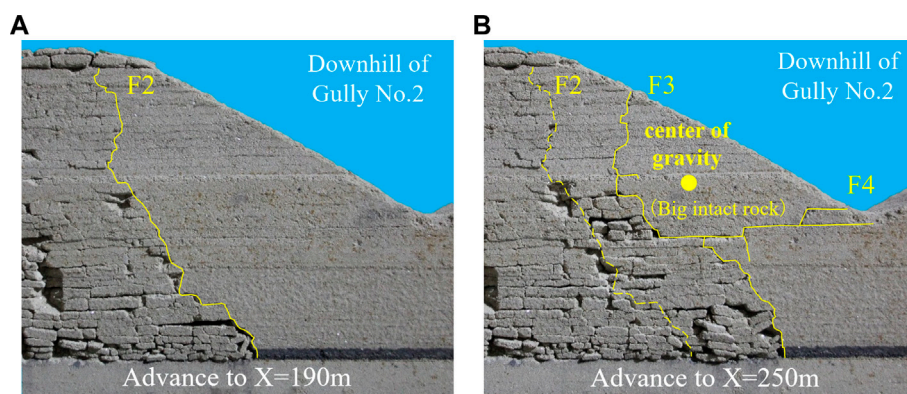 A
Downhill of
Gully No.2
F2
Advance to X=190m
B
Downhill of
Gully No.2
F2
F3
center of
gravity
F4
(Big intact rock)
Advance to X=250m